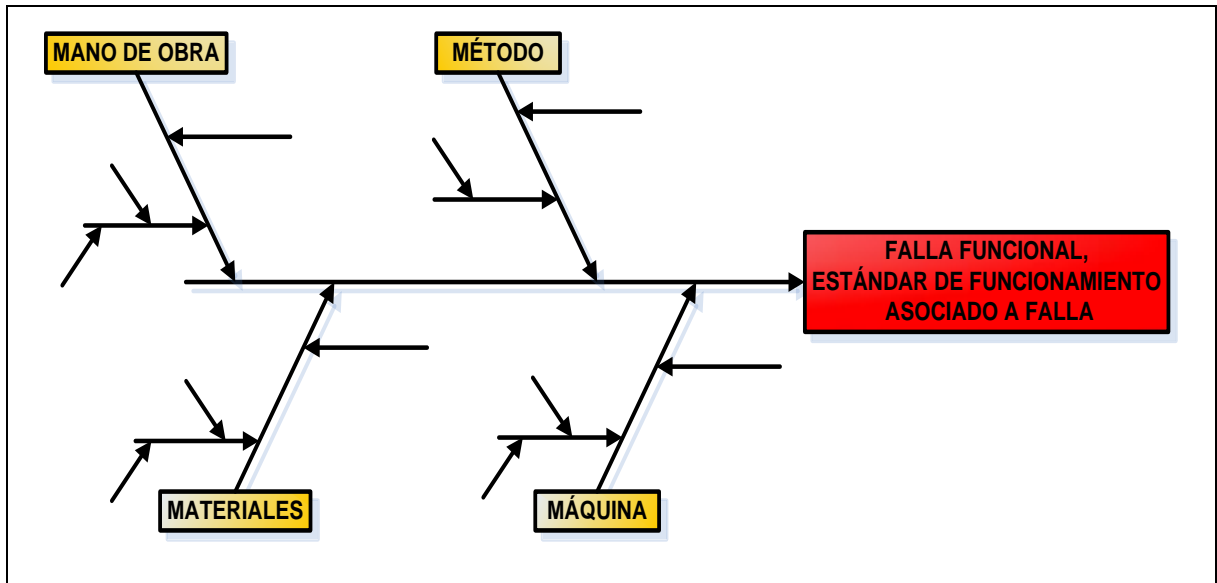 MANO DE OBRA
MÉTODO
FALLA FUNCIONAL,
ESTÁNDAR DE FUNCIONAMIENTO
ASOCIADO A FALLA
MATERIALES
MÁQUINA